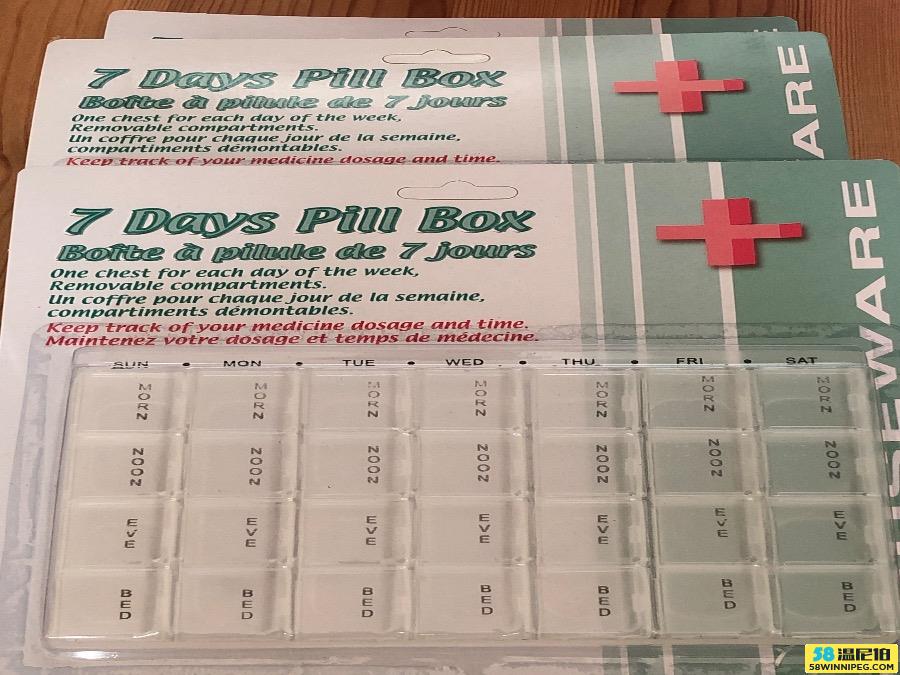 7 Days Pill Box
Boîte à pilule de 7 jours
One chest for each day of the week,
Removable compartments.
Un coffre pour chaque jour de la semaine,
compartiments démontables.
Keep track of your medicine dosage and time.
ARE
7 Days Pill Box
Boîte à pilule de 7 jours
One chest for each day of the week,
Removable compartments.
Un coffre pour chaque jour de la semaine,
compartiments démontables.
Keep track of your medicine dosage and time.
Maintenez votre dosage et temps de médecine.
USEWARE
SUN • MON • TUE • WED • THU • FRI • SAT
MORN MORN MORN MORN MORN MORN MORN
NOON NOON NOON NOON NOON NOON NOON
EVE EVE EVE EVE EVE EVE EVE
BED BED BED BED BED BED BED
58温尼伯
58WINNIPEG.COM